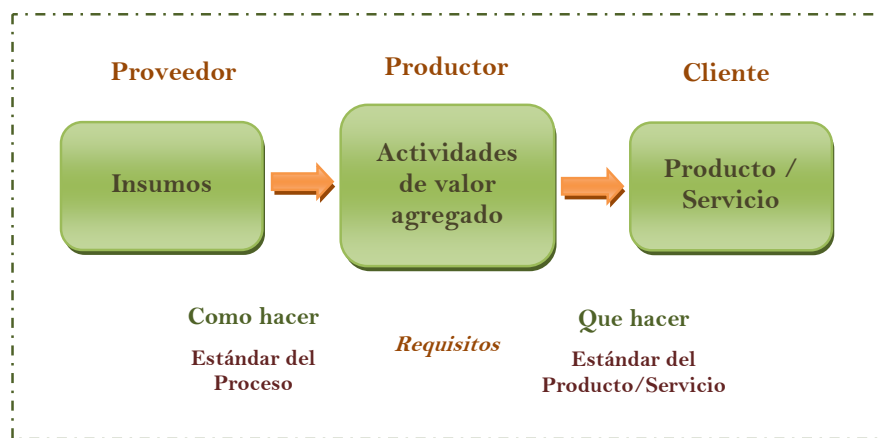 Proveedor
Productor
Cliente
Insumos
Actividades
de valor
agregado
Producto /
Servicio
Como hacer
Estándar del
Proceso
Requisitos
Que hacer
Estándar del
Producto/Servicio